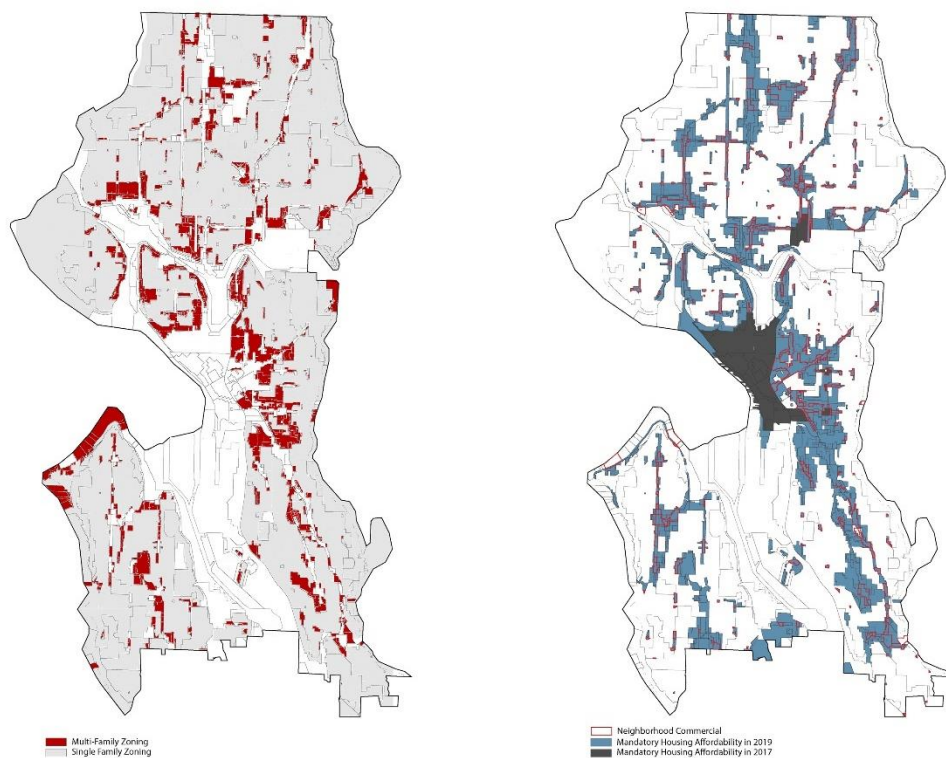 Multi-Family Zoning
Single Family Zoning
Neighborhood Commercial
Mandatory Housing Affordability in 2019
Mandatory Housing Affordability in 2017